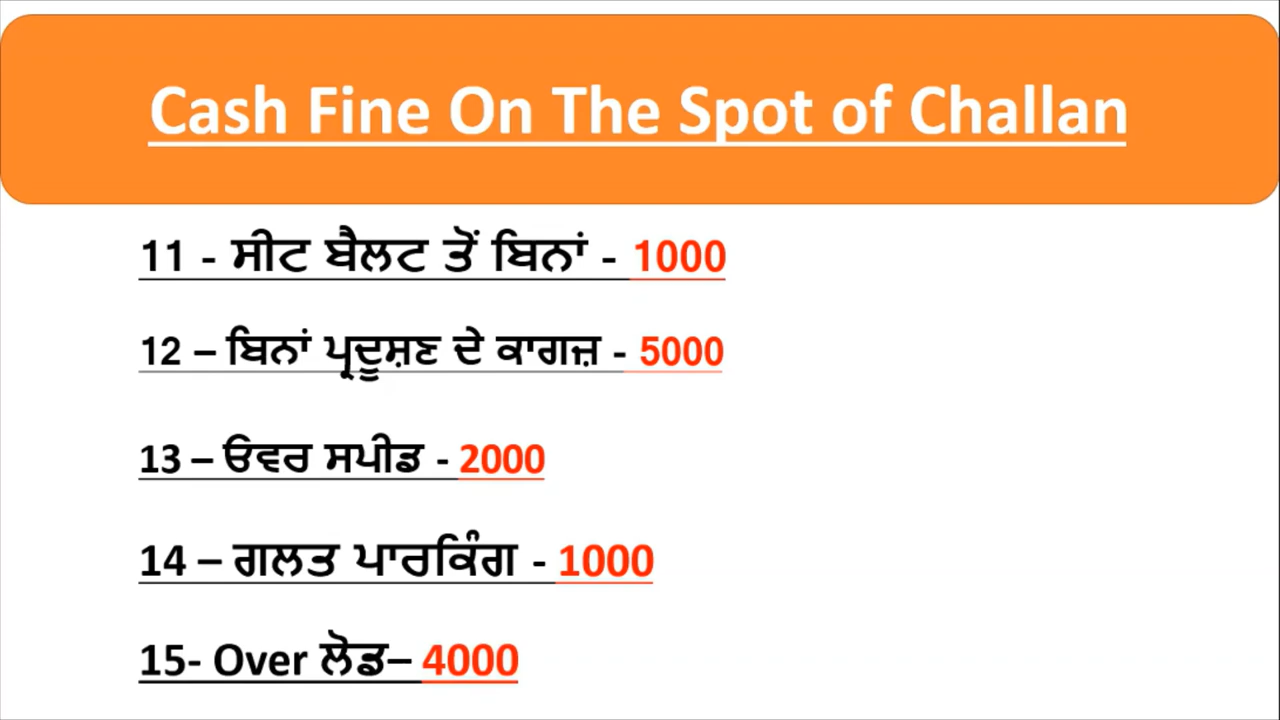 Cash Fine On The Spot of Challan
11 - ਸੀਟ ਬੈਲਟ ਤੋਂ ਬਿਨਾਂ - 1000
12 – ਬਿਨਾਂ ਪ੍ਰਦੂਸ਼ਣ ਦੇ ਕਾਗਜ਼ - 5000
13 – ਓਵਰ ਸਪੀਡ - 2000
14 – ਗਲਤ ਪਾਰਕਿੰਗ - 1000
15- Over ਲੋਡ– 4000